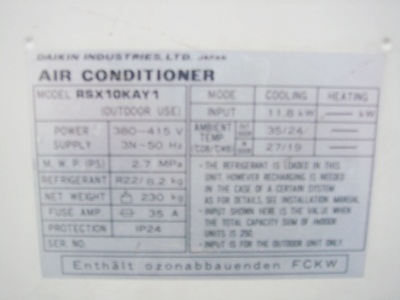 DAIKIN INDUSTRIES, LTD. JAPAN
AIR CONDITIONER
MODEL RSX10KAY1
(OUTDOOR USE)
POWER SUPPLY 380-415 V
3N~50 Hz
M. W. P. (PS) 2.7 MPa
REFRIGERANT R22/ 6.2 kg
NET WEIGHT 230 kg
FUSE AMP 35 A
PROTECTION IP24
SERIAL NO.
MODE COOLING HEATING
INPUT 11.8 kW — kW
AMBIENT TEMP. 35/24 —
(CDB/CWB) 27/19 —
• THE REFRIGERANT IS LOADED IN THIS
UNIT. HOWEVER RECHARGING IS NEEDED
IN THE CASE OF A CERTAIN SYSTEM
AS FOR DETAILS, SEE INSTALLATION MANUAL.
• INPUT SHOWN HERE IS THE VALUE WHEN
THE TOTAL CAPACITY SUM OF INDOOR
UNITS IS 250.
• INPUT IS FOR THE OUTDOOR UNIT ONLY
Enthält ozonabbauenden FCKW